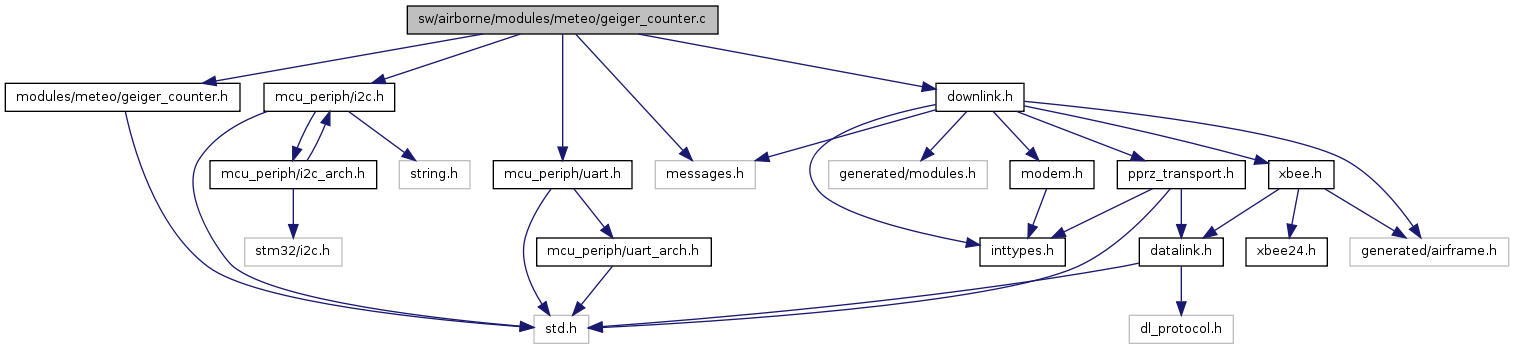 sw/airborne/modules/meteo/geiger_counter.c
modules/meteo/geiger_counter.h
mcu_periph/i2c.h
downlink.h
mcu_periph/i2c_arch.h
string.h
mcu_periph/uart.h
messages.h
generated/modules.h
modem.h
pprz_transport.h
xbee.h
stm32/i2c.h
mcu_periph/uart_arch.h
inttypes.h
datalink.h
xbee24.h
generated/airframe.h
std.h
dl_protocol.h